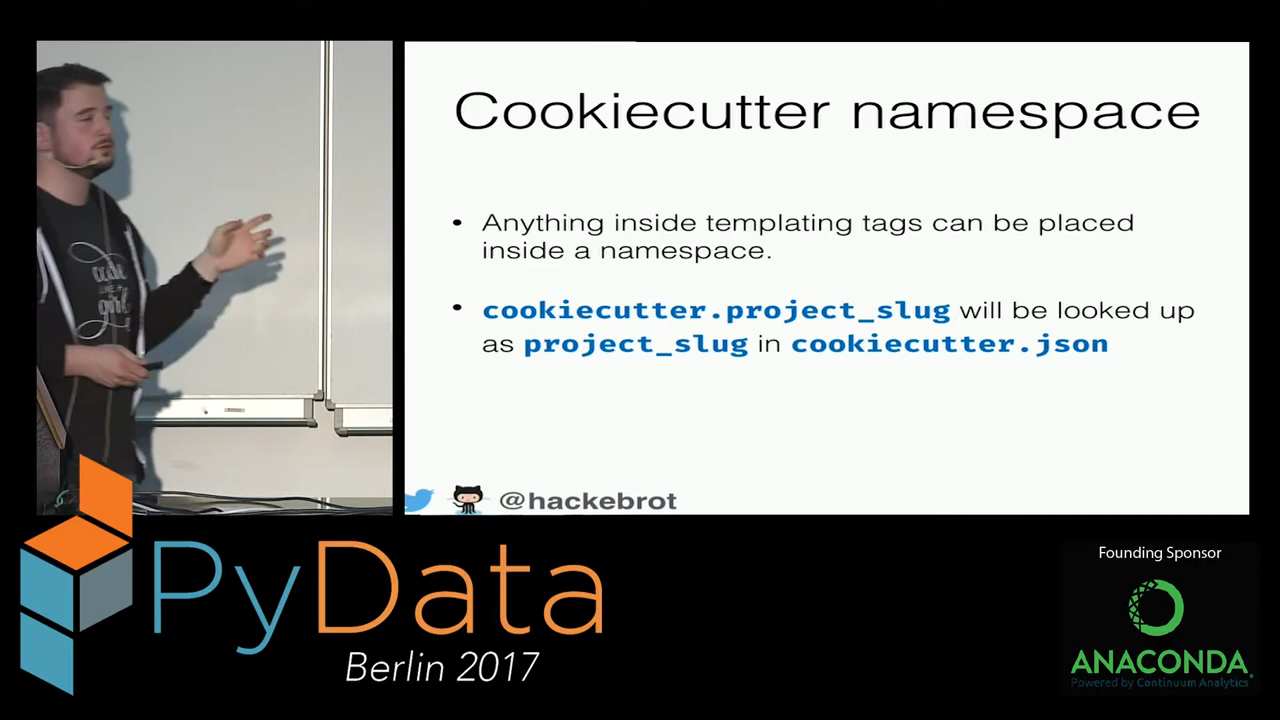 Cookiecutter namespace
• Anything inside templating tags can be placed
inside a namespace.
• cookiecutter.project_slug will be looked up
as project_slug in cookiecutter.json
@hackebrot
PyData
Berlin 2017
Founding Sponsor
ANACONDA
Powered by Continuum Analytics